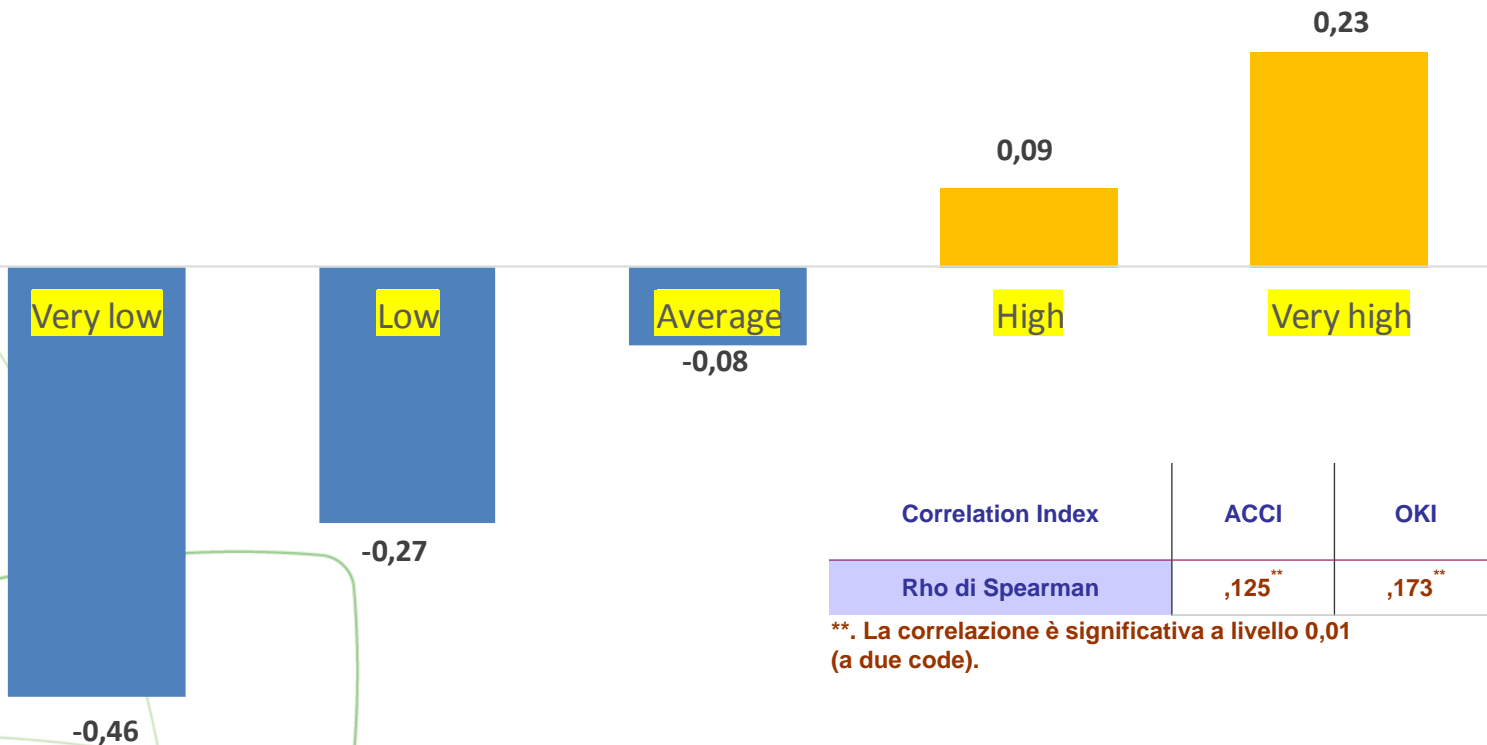 0,23
0,09
Very low Low Average High Very high
-0,08
-0,27
-0,46
Correlation Index ACCI OKI
Rho di Spearman ,125** ,173**
**. La correlazione è significativa a livello 0,01
(a due code).